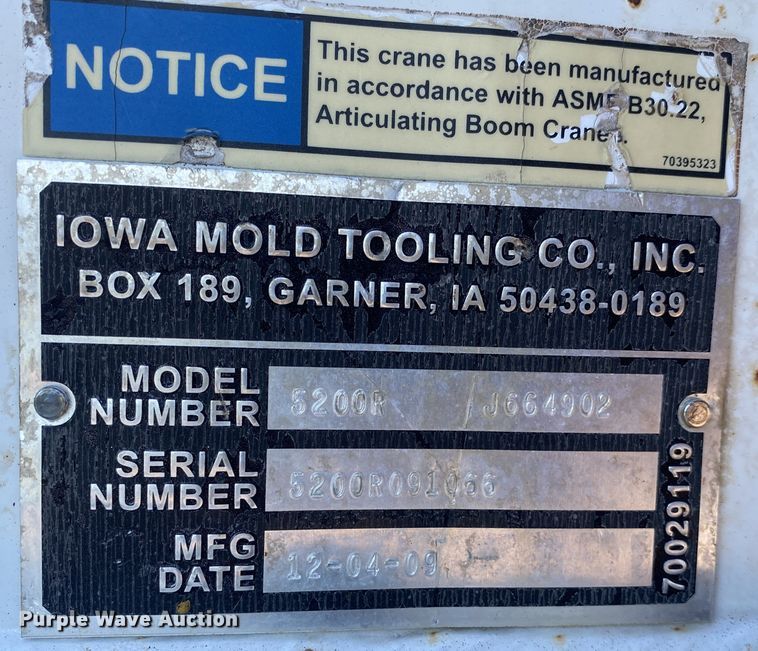 NOTICE
This crane has been manufactured
in accordance with ASME B30.22,
Articulating Boom Cranes.
70395323
IOWA MOLD TOOLING CO., INC.
BOX 189, GARNER, IA 50438-0189
MODEL NUMBER 5200R J664902
SERIAL NUMBER 5200R091066
MFG DATE 12-04-09
70029119
Purple Wave Auction